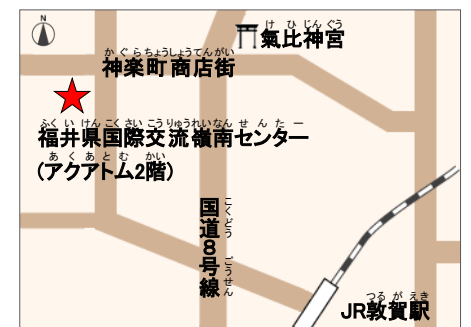 N
けひじんぐう
氣比神宮
かぐらちょうしょうてんがい
神楽町商店街
ふくいけんこくさいこうりゅうれいなんせんたー
福井県国際交流嶺南センター
あくあとむ かい
(アクアトム2階)
国道8号線
こくどう ごうせん
つるがえき
JR敦賀駅